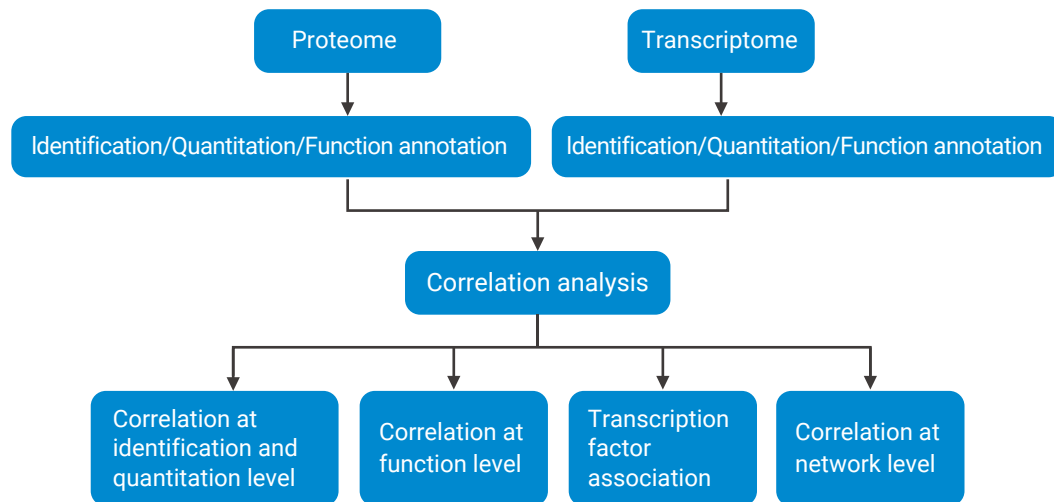 Proteome
Transcriptome
Identification/Quantitation/Function annotation
Identification/Quantitation/Function annotation
Correlation analysis
Correlation at
identification and
quantitation level
Correlation at
function level
Transcription
factor
association
Correlation at
network level